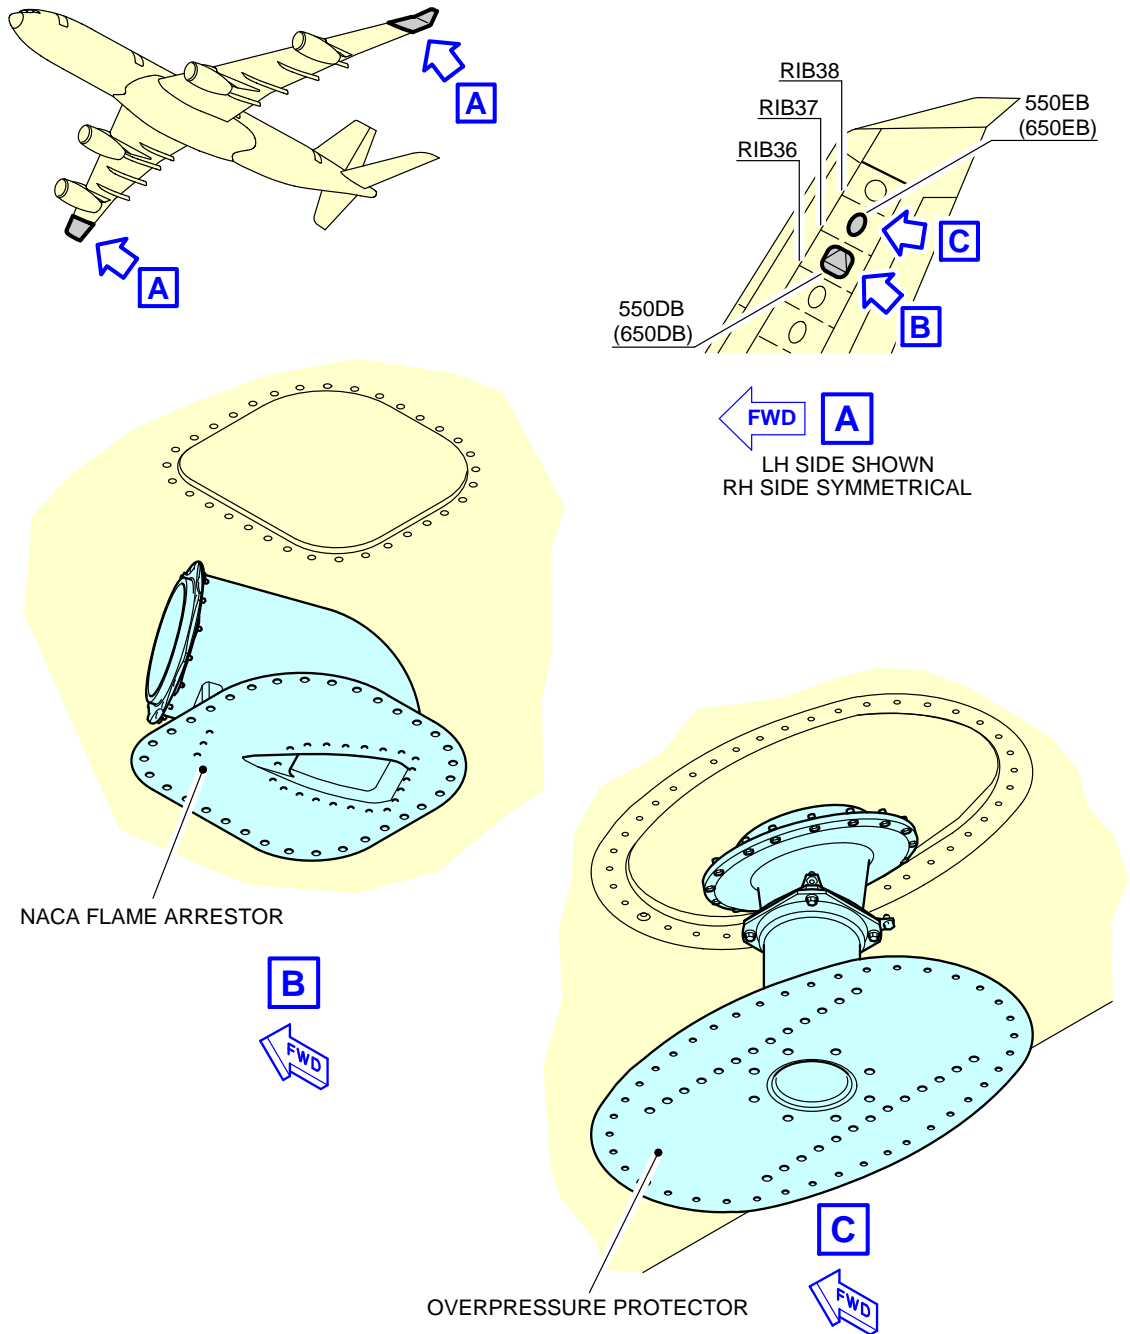 A
A
RIB38
RIB37
RIB36
550EB
(650EB)
C
B
550DB
(650DB)
FWD
A
LH SIDE SHOWN
RH SIDE SYMMETRICAL
NACA FLAME ARRESTOR
B
FWD
C
FWD
OVERPRESSURE PROTECTOR